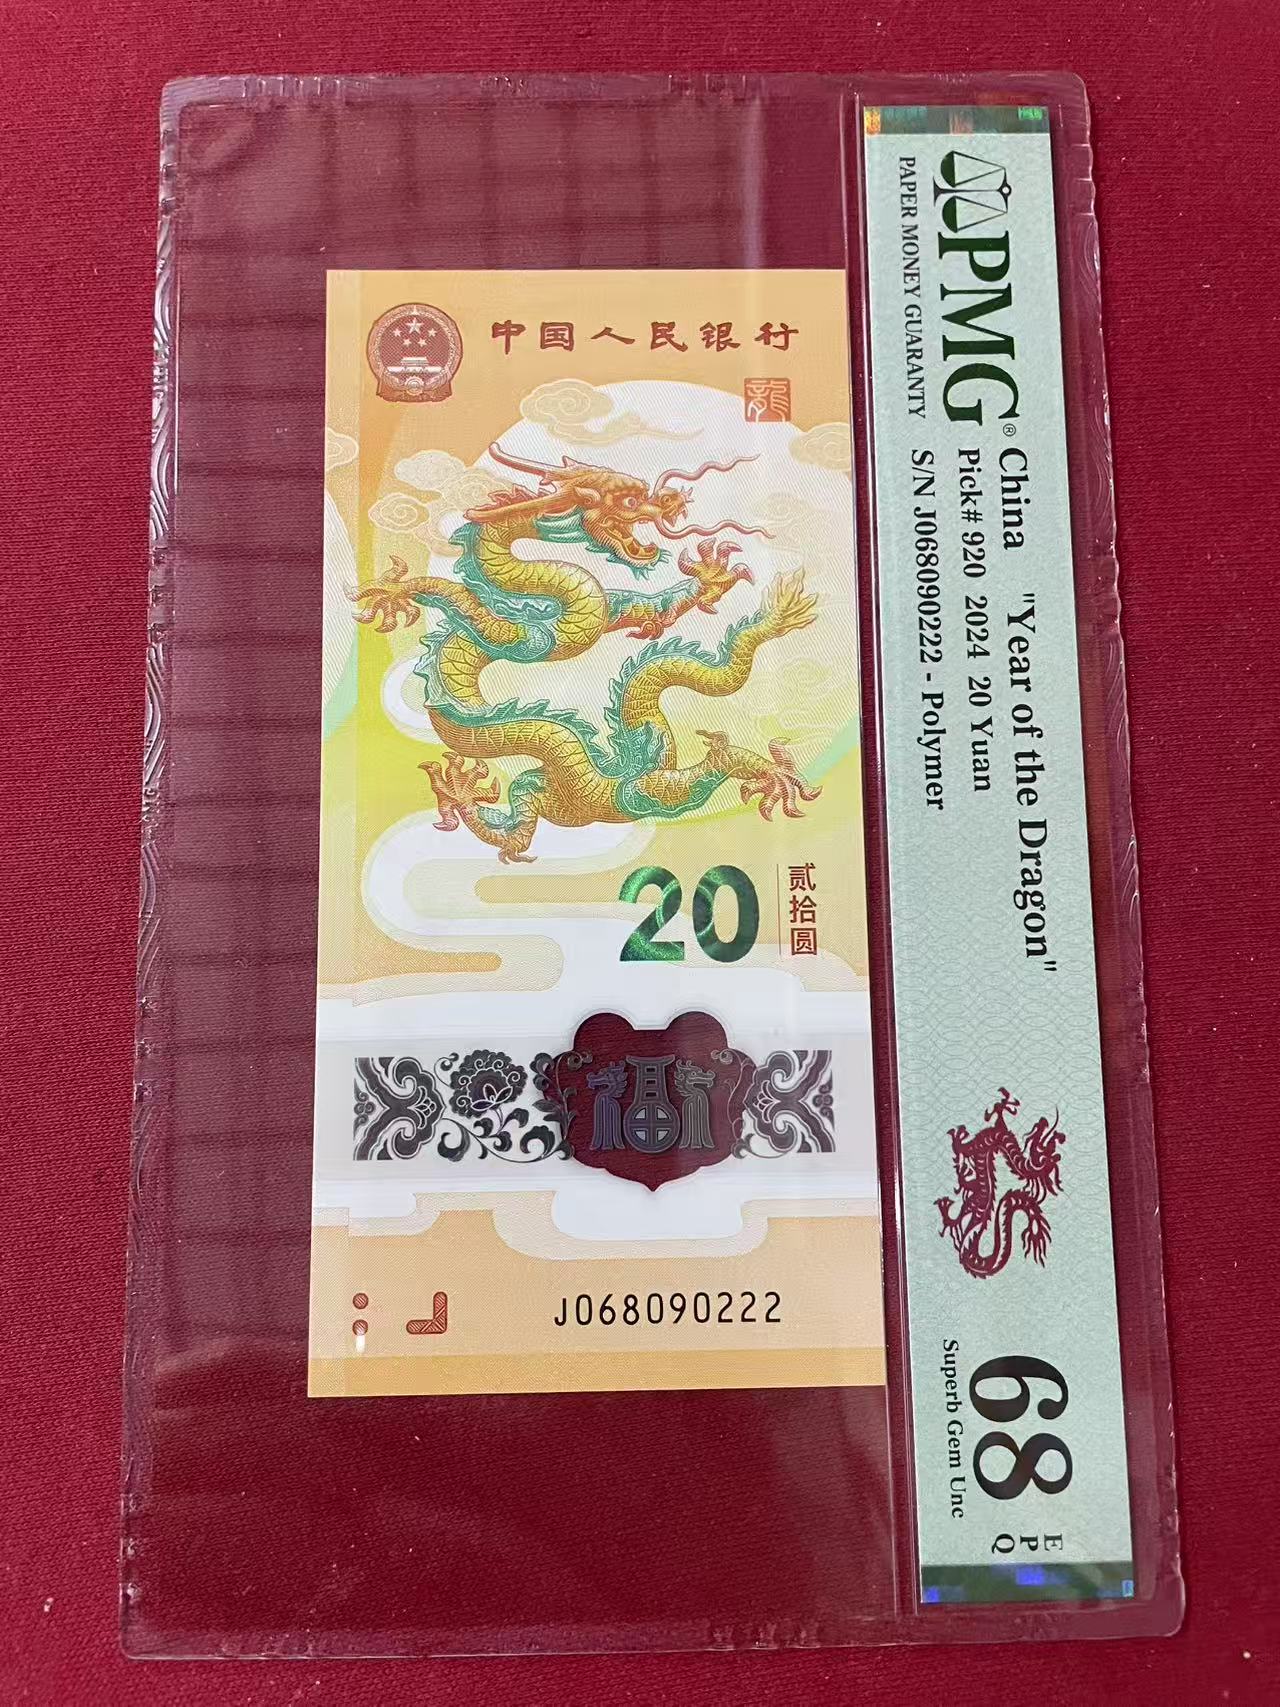 中国人民银行
龍
20
贰拾圆
福
J068090222
PMG®
PAPER MONEY GUARANTY
China "Year of the Dragon"
Pick# 920 2024 20 Yuan
S/N J068090222 - Polymer
68
EPQ
Superb Gem Unc